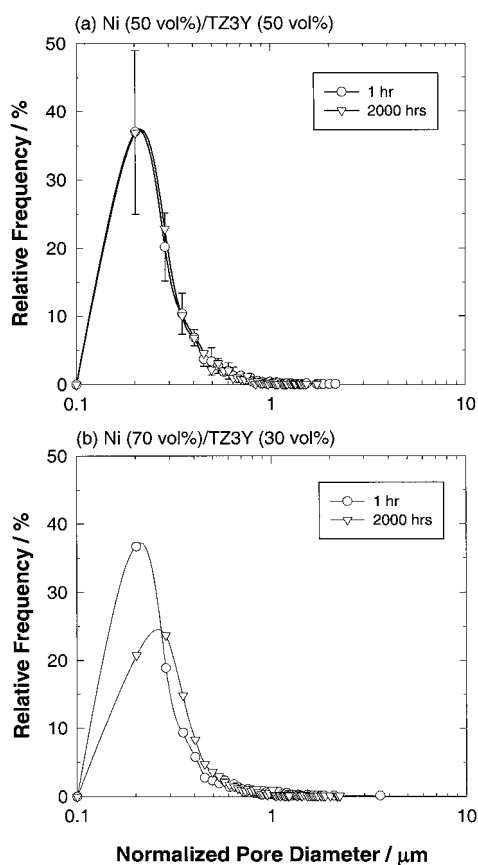 (a) Ni (50 vol%)/TZ3Y (50 vol%)
50
40
30
20
10
0
Relative Frequency / %
1 hr
2000 hrs
0.1
1
10
(b) Ni (70 vol%)/TZ3Y (30 vol%)
50
40
30
20
10
0
Relative Frequency / %
1 hr
2000 hrs
0.1
1
10
Normalized Pore Diameter / μm